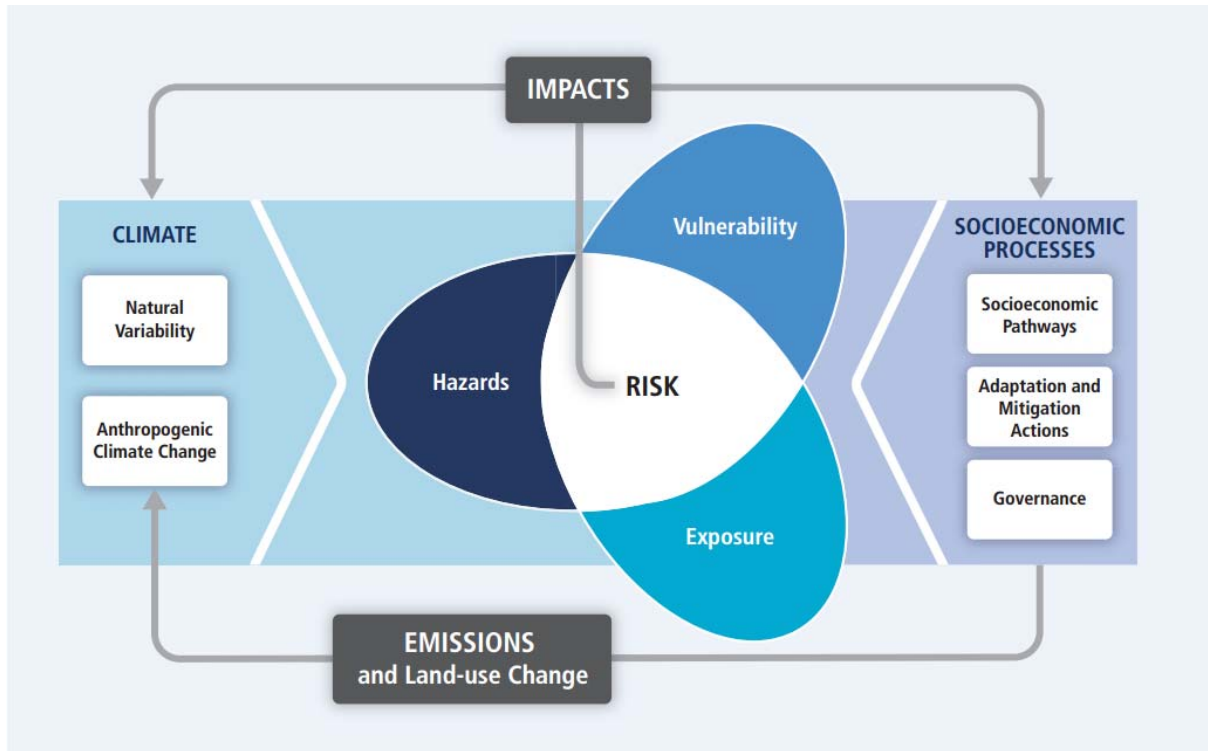 IMPACTS
CLIMATE
Natural
Variability
Anthropogenic
Climate Change
Vulnerability
Hazards
RISK
Exposure
SOCIOECONOMIC
PROCESSES
Socioeconomic
Pathways
Adaptation and
Mitigation
Actions
Governance
EMISSIONS
and Land-use Change